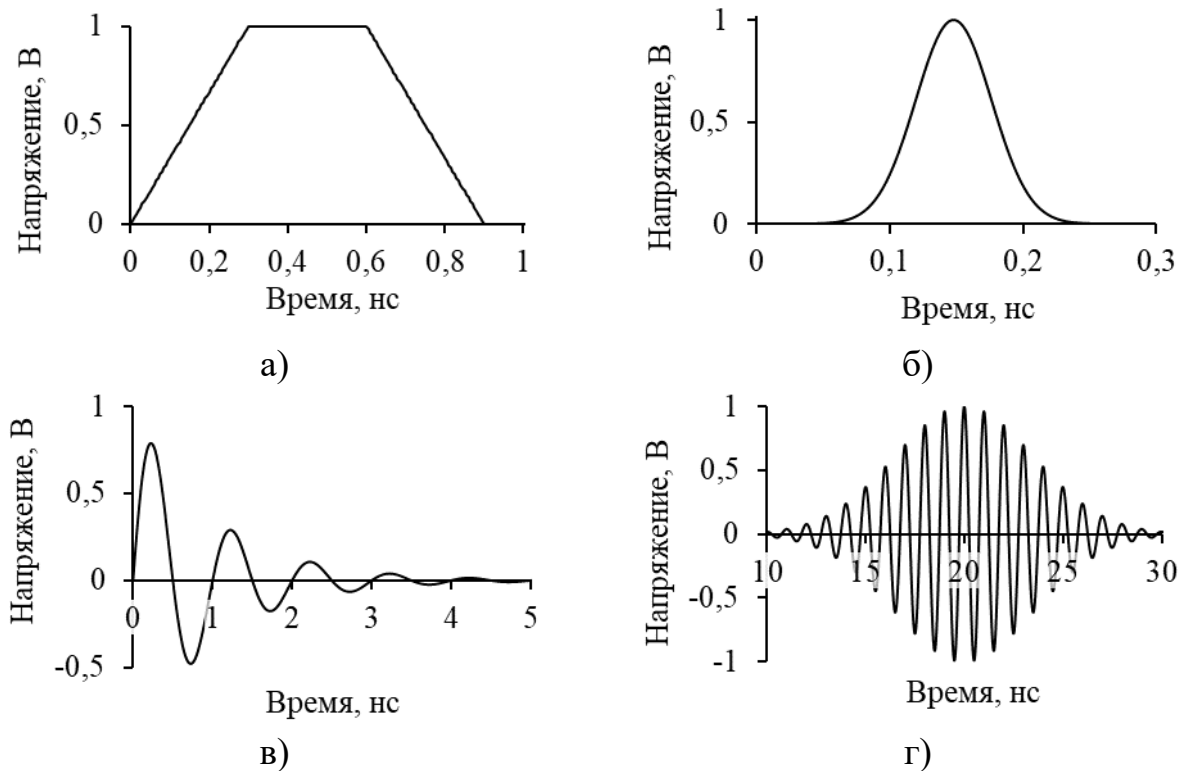 Напряжение, В
1
0,5
0
0 0,2 0,4 0,6 0,8 1
Время, нс
а)
Напряжение, В
1
0,5
0
0 0,1 0,2 0,3
Время, нс
б)
Напряжение, В
1
0,5
0
-0,5
0 1 2 3 4 5
Время, нс
в)
Напряжение, В
1
0,5
0
-0,5
-1
10 15 20 25 30
Время, нс
г)